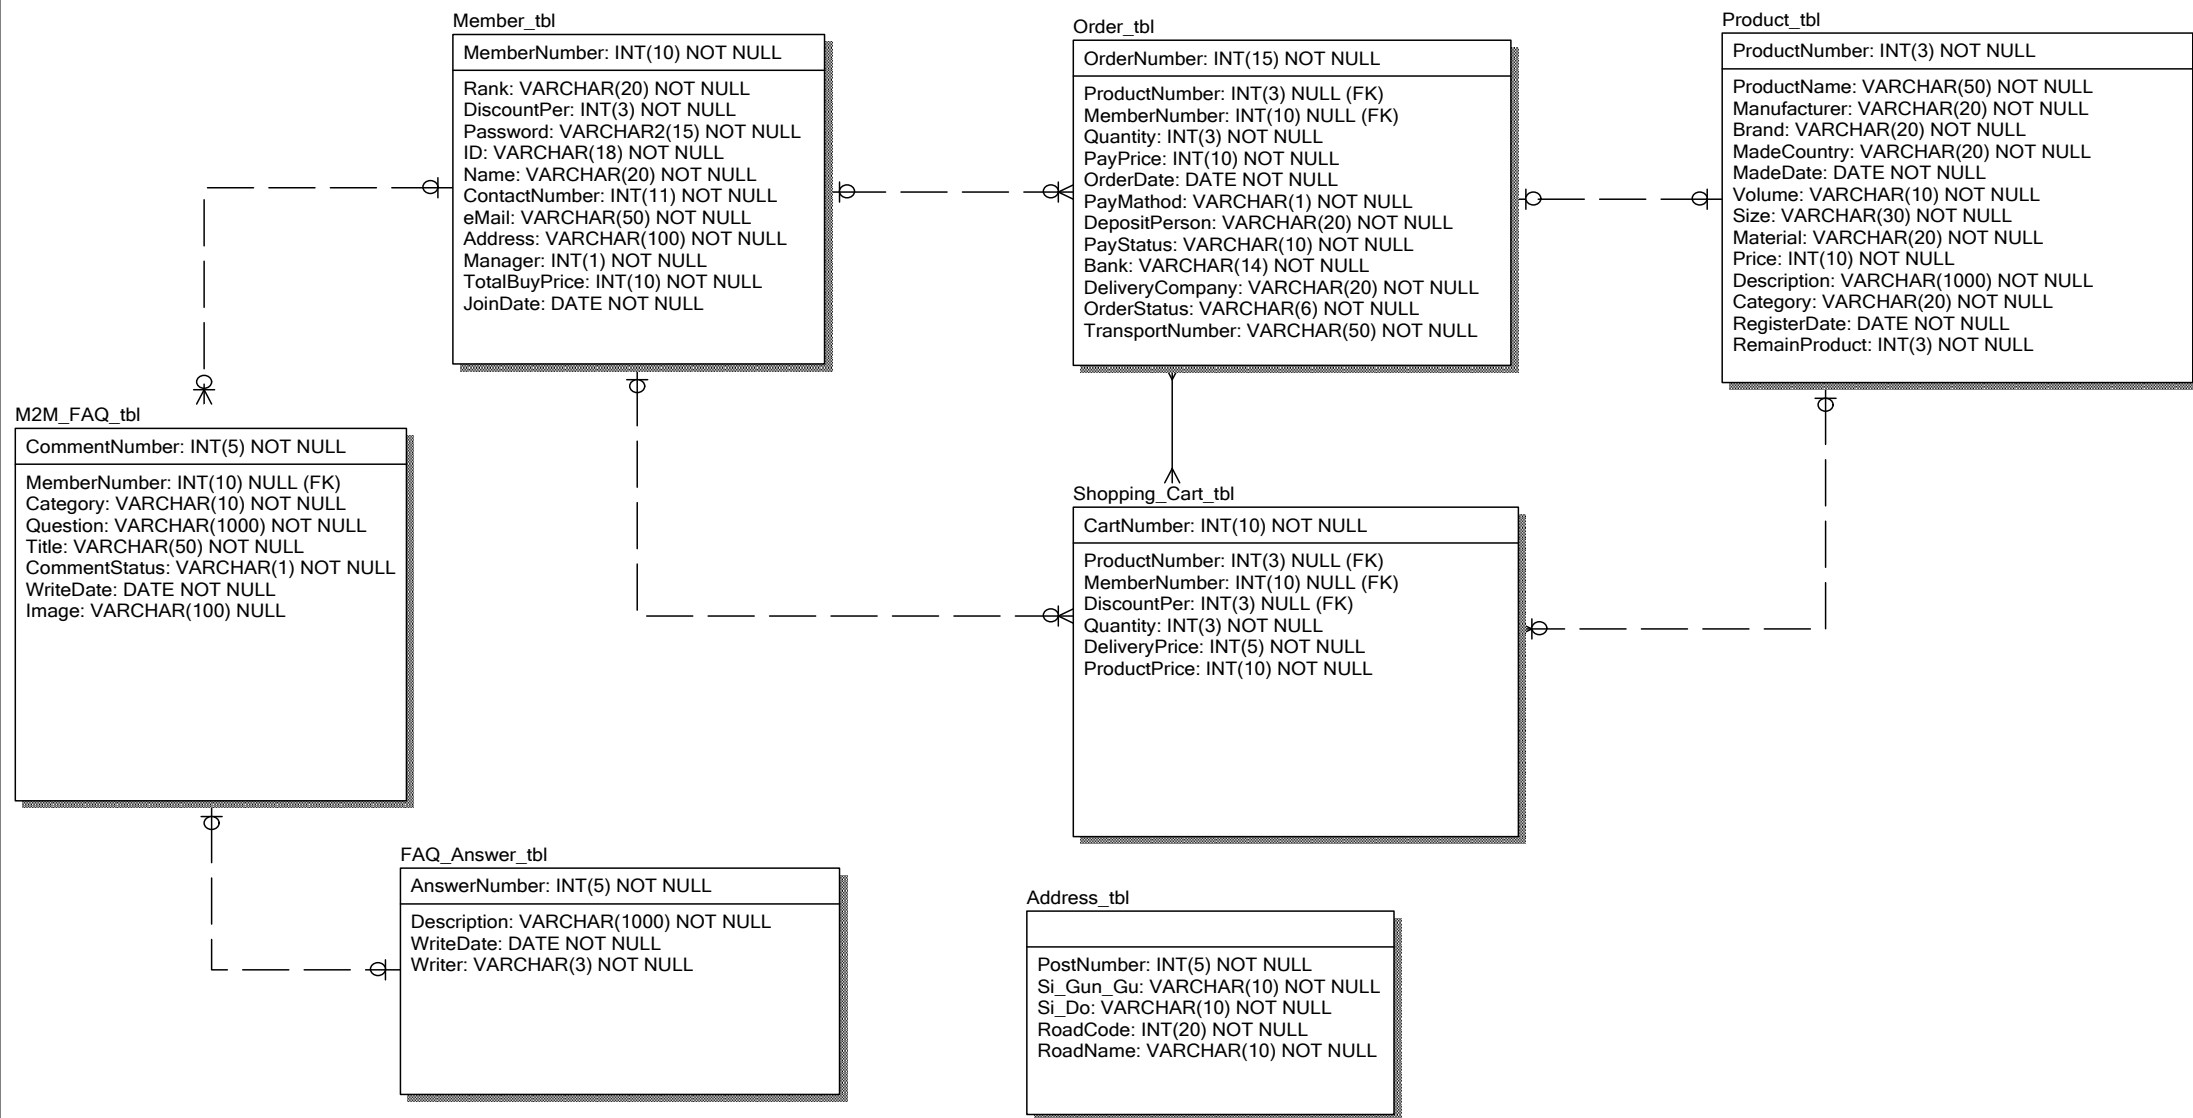 Member_tbl
MemberNumber: INT(10) NOT NULL
Rank: VARCHAR(20) NOT NULL
DiscountPer: INT(3) NOT NULL
Password: VARCHAR2(15) NOT NULL
ID: VARCHAR(18) NOT NULL
Name: VARCHAR(20) NOT NULL
ContactNumber: INT(11) NOT NULL
eMail: VARCHAR(50) NOT NULL
Address: VARCHAR(100) NOT NULL
Manager: INT(1) NOT NULL
TotalBuyPrice: INT(10) NOT NULL
JoinDate: DATE NOT NULL
Order_tbl
OrderNumber: INT(15) NOT NULL
ProductNumber: INT(3) NULL (FK)
MemberNumber: INT(10) NULL (FK)
Quantity: INT(3) NOT NULL
PayPrice: INT(10) NOT NULL
OrderDate: DATE NOT NULL
PayMathod: VARCHAR(1) NOT NULL
DepositPerson: VARCHAR(20) NOT NULL
PayStatus: VARCHAR(10) NOT NULL
Bank: VARCHAR(14) NOT NULL
DeliveryCompany: VARCHAR(20) NOT NULL
OrderStatus: VARCHAR(6) NOT NULL
TransportNumber: VARCHAR(50) NOT NULL
Product_tbl
ProductNumber: INT(3) NOT NULL
ProductName: VARCHAR(50) NOT NULL
Manufacturer: VARCHAR(20) NOT NULL
Brand: VARCHAR(20) NOT NULL
MadeCountry: VARCHAR(20) NOT NULL
MadeDate: DATE NOT NULL
Volume: VARCHAR(10) NOT NULL
Size: VARCHAR(30) NOT NULL
Material: VARCHAR(20) NOT NULL
Price: INT(10) NOT NULL
Description: VARCHAR(1000) NOT NULL
Category: VARCHAR(20) NOT NULL
RegisterDate: DATE NOT NULL
RemainProduct: INT(3) NOT NULL
M2M_FAQ_tbl
CommentNumber: INT(5) NOT NULL
MemberNumber: INT(10) NULL (FK)
Category: VARCHAR(10) NOT NULL
Question: VARCHAR(1000) NOT NULL
Title: VARCHAR(50) NOT NULL
CommentStatus: VARCHAR(1) NOT NULL
WriteDate: DATE NOT NULL
Image: VARCHAR(100) NULL
Shopping_Cart_tbl
CartNumber: INT(10) NOT NULL
ProductNumber: INT(3) NULL (FK)
MemberNumber: INT(10) NULL (FK)
DiscountPer: INT(3) NULL (FK)
Quantity: INT(3) NOT NULL
DeliveryPrice: INT(5) NOT NULL
ProductPrice: INT(10) NOT NULL
FAQ_Answer_tbl
AnswerNumber: INT(5) NOT NULL
Description: VARCHAR(1000) NOT NULL
WriteDate: DATE NOT NULL
Writer: VARCHAR(3) NOT NULL
Address_tbl
PostNumber: INT(5) NOT NULL
Si_Gun_Gu: VARCHAR(10) NOT NULL
Si_Do: VARCHAR(10) NOT NULL
RoadCode: INT(20) NOT NULL
RoadName: VARCHAR(10) NOT NULL